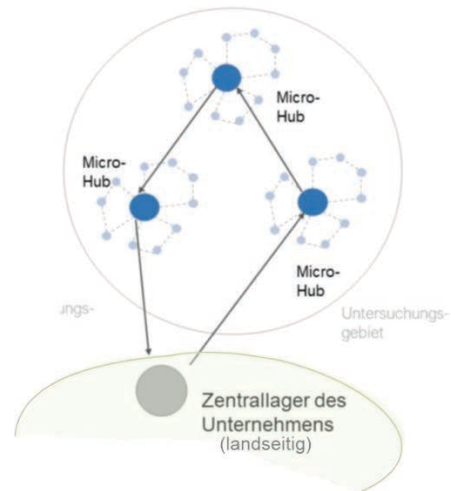 Micro-
Hub
Micro-
Hub
Micro-
Hub
ungs-
Untersuchungs-
gebiet
Zentrallager des
Unternehmens
(landseitig)